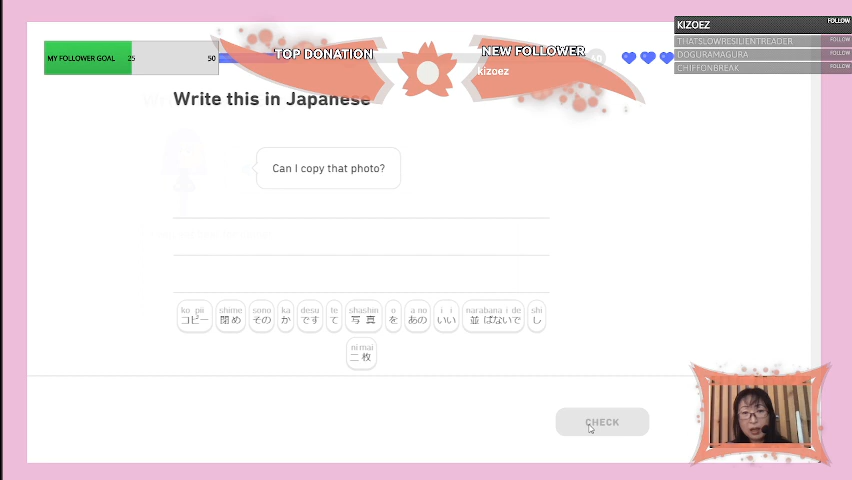 KIZOEZ FOLLOW
THATSLOWRESILIENTREADER FOLLOW
DOGURAMAGURA FOLLOW
CHIFFONBREAK FOLLOW
MY FOLLOWER GOAL 25 50
TOP DONATION
NEW FOLLOWER
kizoez
Write this in Japanese
Can I copy that photo?
ko pii shime sono ka desu te shashin o a no i i narabana i de shi
コピー 閉め その か です て 写真 を あの いい 並ばないで し
ni mai
二枚
CHECK